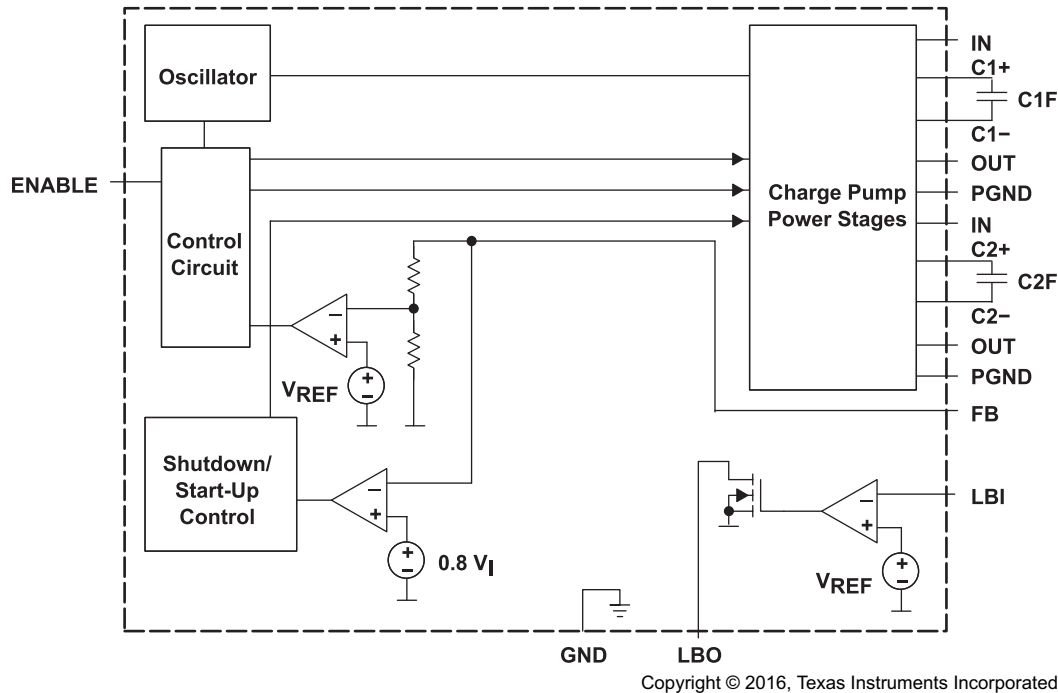 Oscillator
ENABLE
Control
Circuit
Charge Pump
Power Stages
IN
C1+
C1F
C1−
OUT
PGND
IN
C2+
C2F
C2−
OUT
PGND
FB
−
+
VREF
+
−
Shutdown/
Start-Up
Control
−
+
0.8 VI
+
−
LBI
−
+
VREF
+
−
GND
LBO
Copyright © 2016, Texas Instruments Incorporated